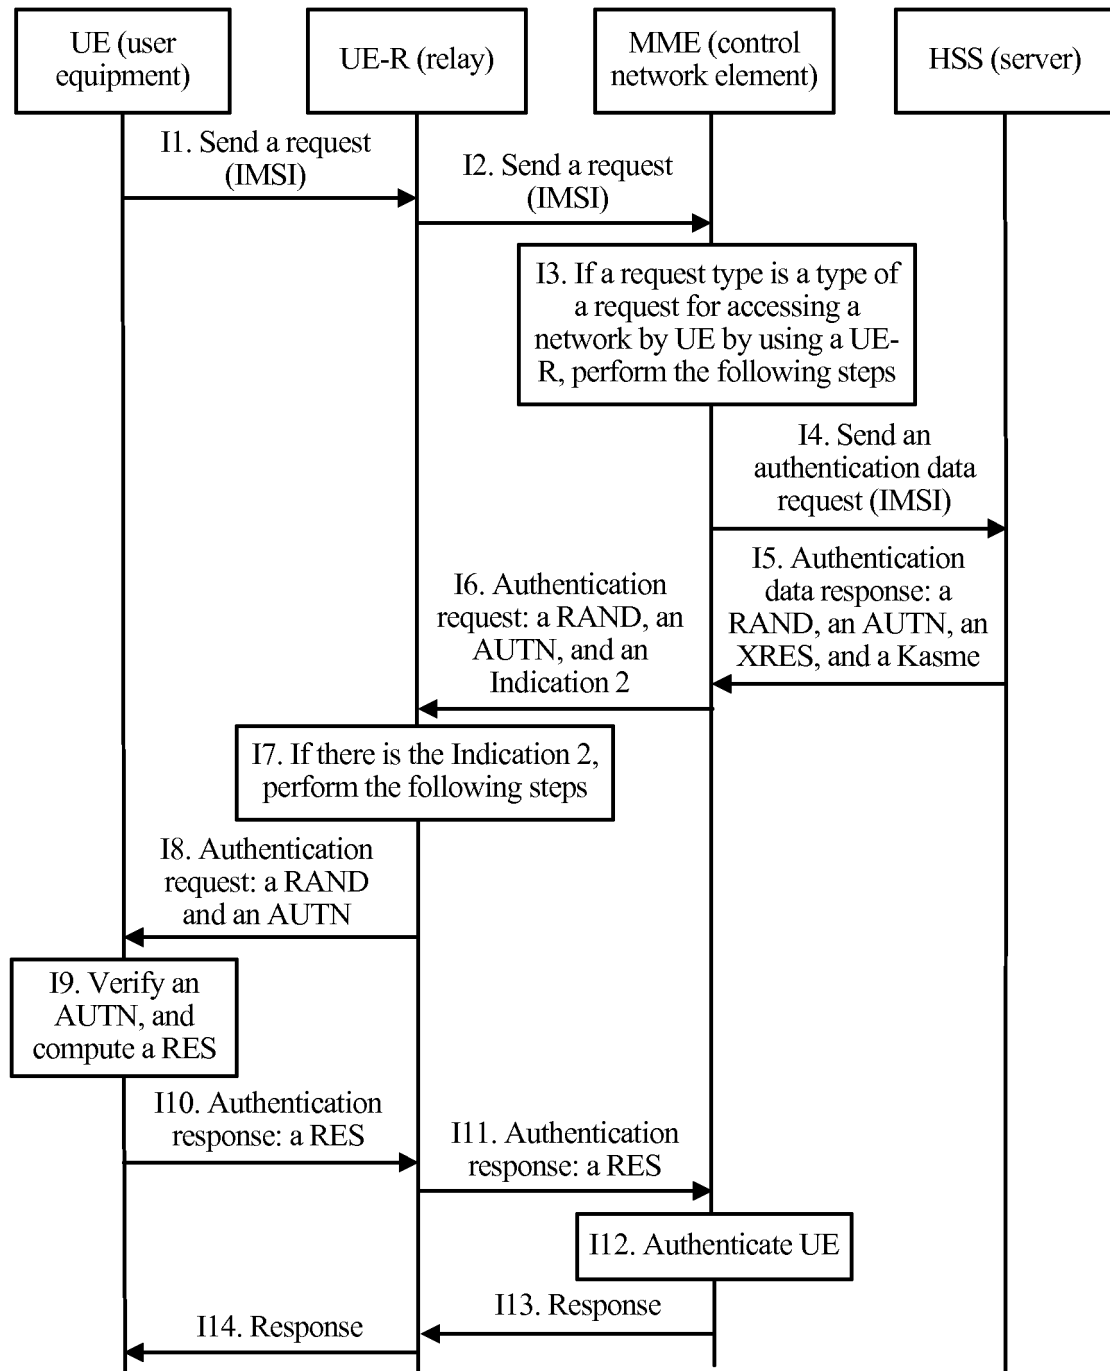 UE (user
equipment)
UE-R (relay)
MME (control
network element)
HSS (server)
I1. Send a request
(IMSI)
I2. Send a request
(IMSI)
I3. If a request type is a type of
a request for accessing a
network by UE by using a UE-
R, perform the following steps
I4. Send an
authentication data
request (IMSI)
I5. Authentication
data response: a
RAND, an AUTN, an
XRES, and a Kasme
I6. Authentication
request: a RAND, an
AUTN, and an
Indication 2
I7. If there is the Indication 2,
perform the following steps
I8. Authentication
request: a RAND
and an AUTN
I9. Verify an
AUTN, and
compute a RES
I10. Authentication
response: a RES
I11. Authentication
response: a RES
I12. Authenticate UE
I13. Response
I14. Response